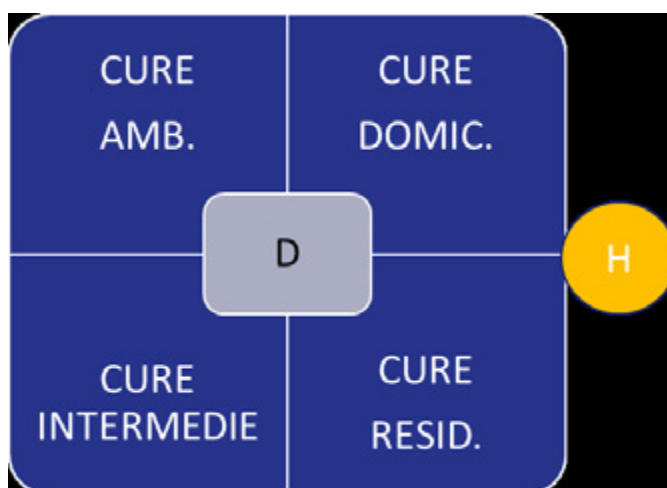 CURE
AMB.
CURE
DOMIC.
D
H
CURE
INTERMEDIE
CURE
RESID.